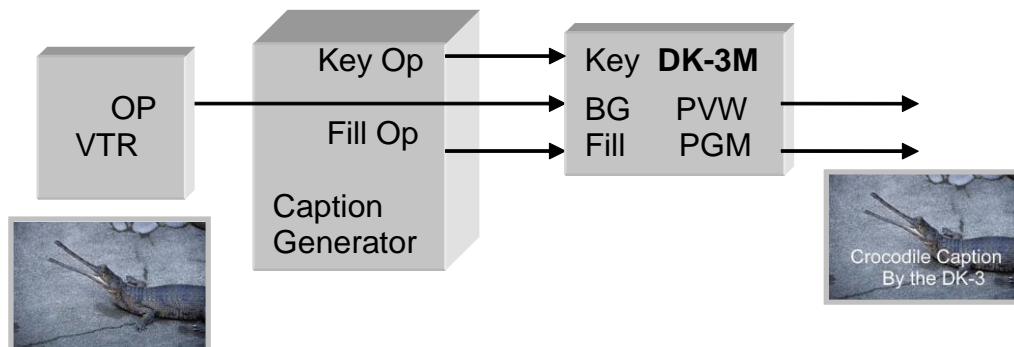 OP
VTR
Key Op
Fill Op
Caption
Generator
Key DK-3M
BG PVW
Fill PGM
Crocodile Caption
By the DK-3